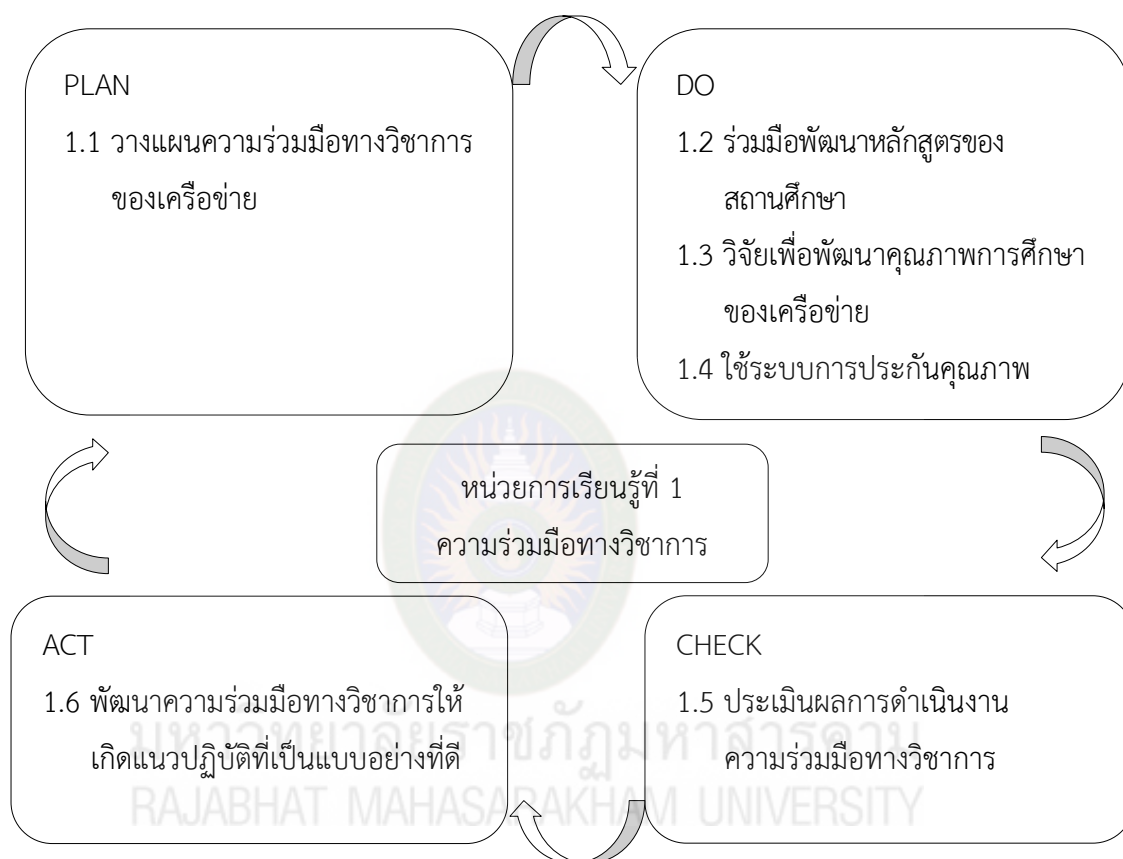 PLAN
1.1 วางแผนความร่วมมือทางวิชาการ
ของเครือข่าย
DO
1.2 ร่วมมือพัฒนาหลักสูตรของ
สถานศึกษา
1.3 วิจัยเพื่อพัฒนาคุณภาพการศึกษา
ของเครือข่าย
1.4 ใช้ระบบการประกันคุณภาพ
หน่วยการเรียนรู้ที่ 1
ความร่วมมือทางวิชาการ
ACT
1.6 พัฒนาความร่วมมือทางวิชาการให้
เกิดแนวปฏิบัติที่เป็นแบบอย่างที่ดี
CHECK
1.5 ประเมินผลการดำเนินงาน
ความร่วมมือทางวิชาการ
มหาวิทยาลัยราชภัฏมหาสารคาม
RAJABHAT MAHASARAKHAM UNIVERSITY